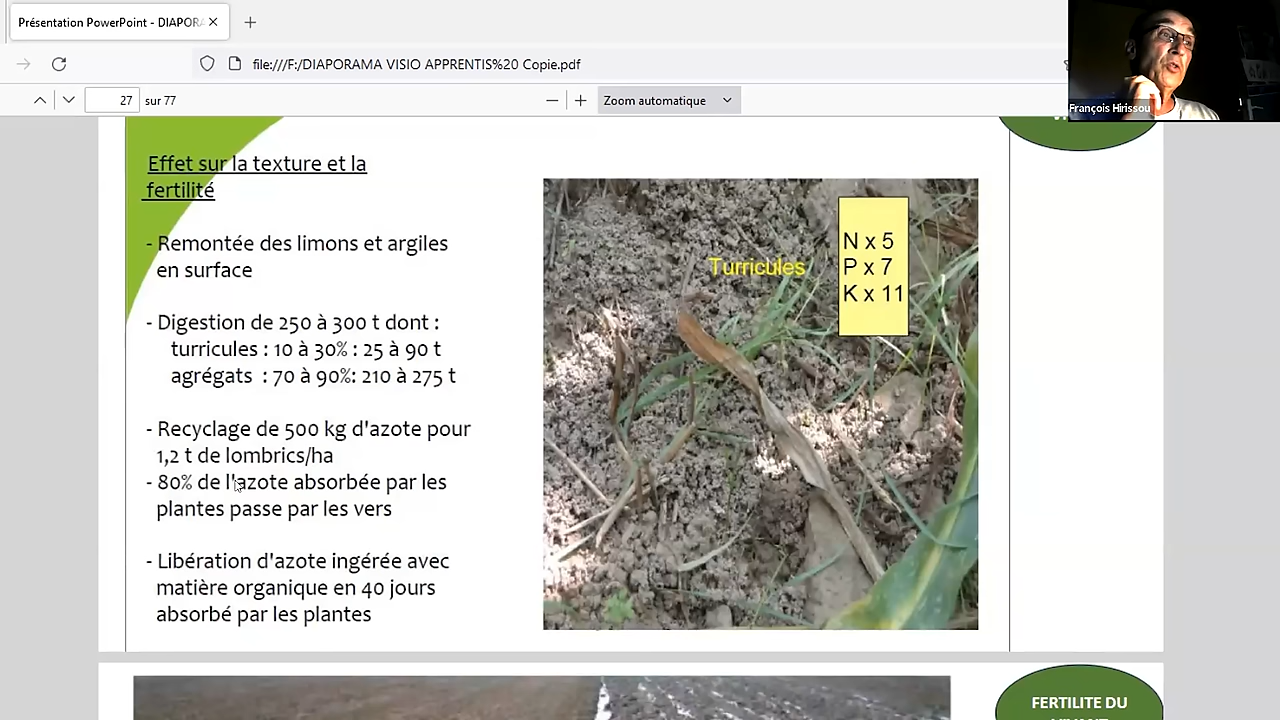 Présentation PowerPoint - DIAPORA
file:///F:/DIAPORAMA VISIO APPRENTIS%20 Copie.pdf
27 sur 77
Zoom automatique
François Hirissou
Effet sur la texture et la
fertilité
- Remontée des limons et argiles
en surface
- Digestion de 250 à 300 t dont :
turricules : 10 à 30% : 25 à 90 t
agrégats : 70 à 90%: 210 à 275 t
- Recyclage de 500 kg d'azote pour
1,2 t de lombrics/ha
- 80% de l'azote absorbée par les
plantes passe par les vers
- Libération d'azote ingérée avec
matière organique en 40 jours
absorbé par les plantes
Turricules
N x 5
P x 7
K x 11
FERTILITE DU